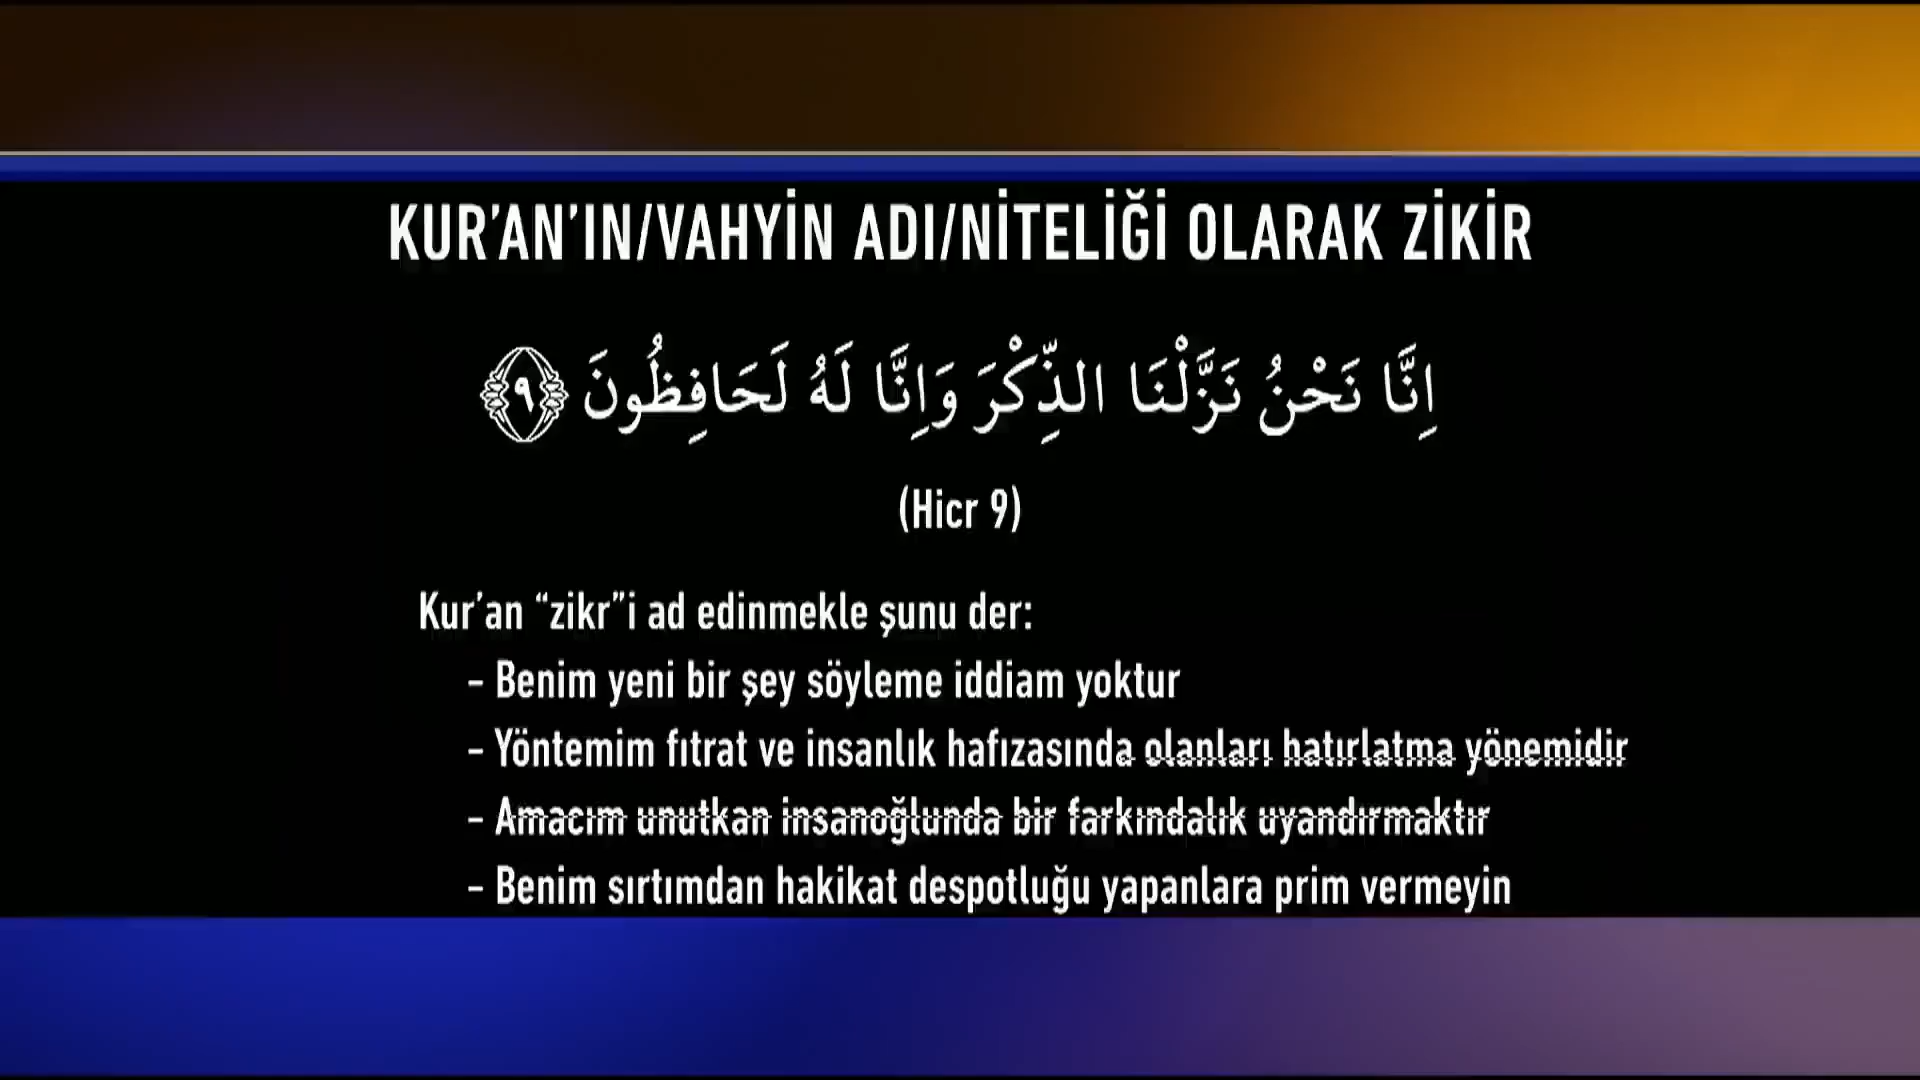 KUR’AN’IN/VAHYİN ADI/NİTELİĞİ OLARAK ZİKİR
اِنَّا نَحْنُ نَزَّلْنَا الذِّكْرَ وَاِنَّا لَهُ لَحَافِظُونَ ﴿٩﴾
(Hicr 9)
Kur’an “zikr”i ad edinmekle şunu der:
– Benim yeni bir şey söyleme iddiam yoktur
– Yöntemim fıtrat ve insanlık hafızasında olanları hatırlatma yönemidir
– Amacım unutkan insanoğlunda bir farkındalık uyandırmaktır
– Benim sırtımdan hakikat despotluğu yapanlara prim vermeyin